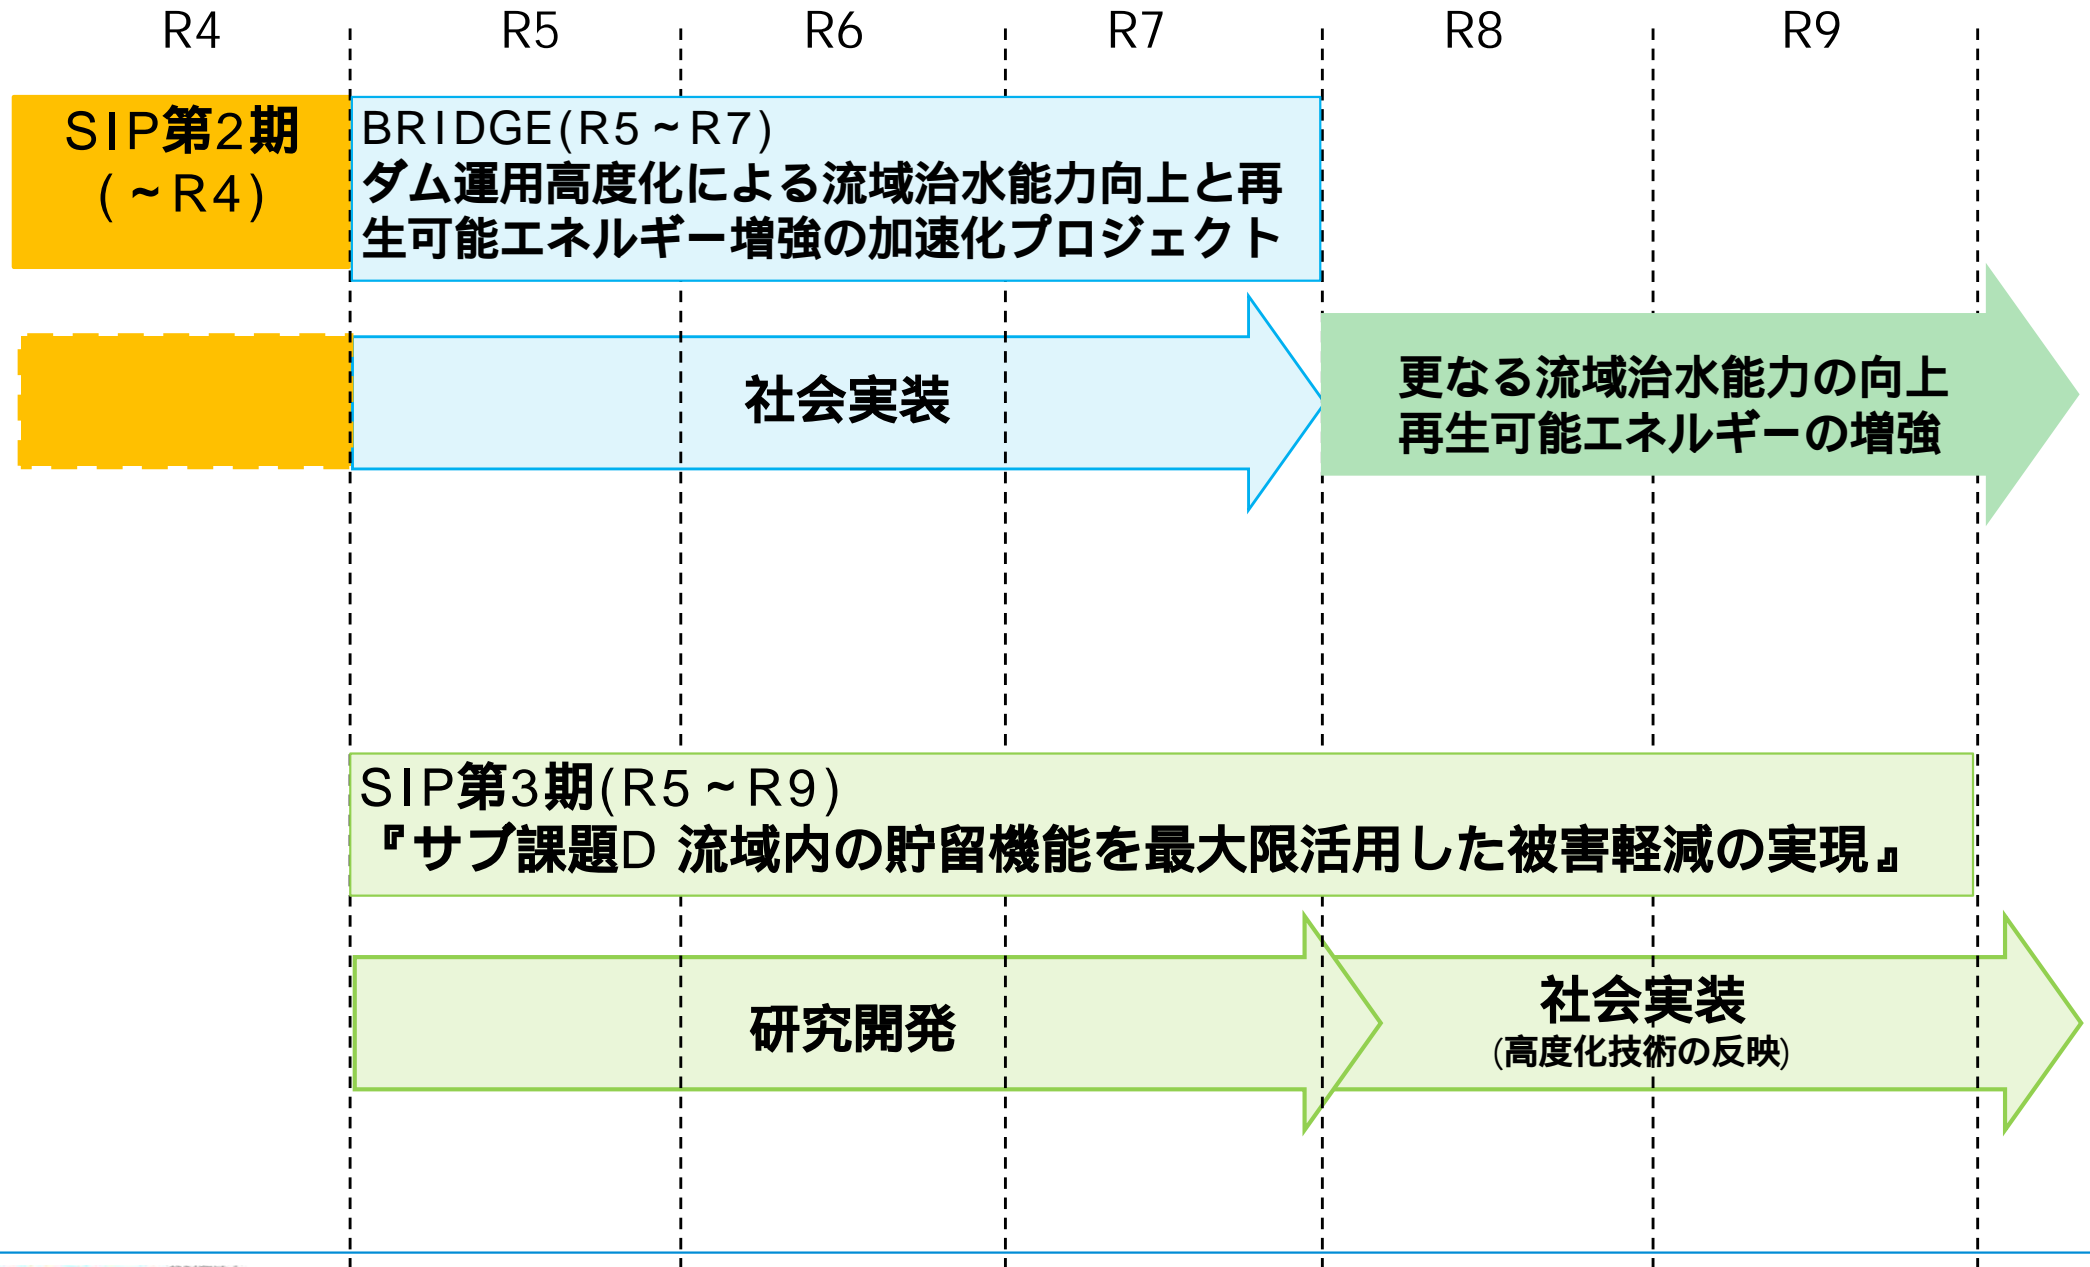 R4 R5 R6 R7 R8 R9
SIP第2期
(~R4)
BRIDGE(R5~R7)
ダム運用高度化による流域治水能力向上と再
生可能エネルギー増強の加速化プロジェクト
社会実装
更なる流域治水能力の向上
再生可能エネルギーの増強
SIP第3期(R5~R9)
『サブ課題D 流域内の貯留機能を最大限活用した被害軽減の実現』
研究開発
社会実装
(高度化技術の反映)